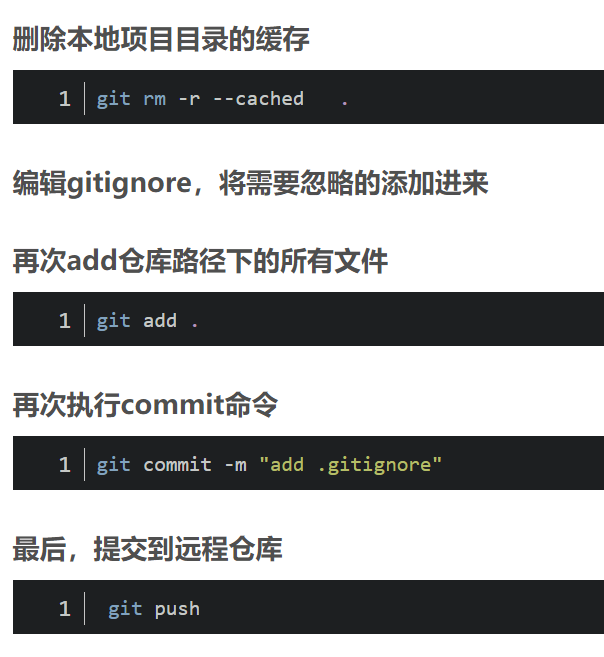 删除本地项目目录的缓存
1 git rm -r --cached .
编辑gitignore，将需要忽略的添加进来
再次add仓库路径下的所有文件
1 git add .
再次执行commit命令
1 git commit -m "add .gitignore"
最后，提交到远程仓库
1 git push